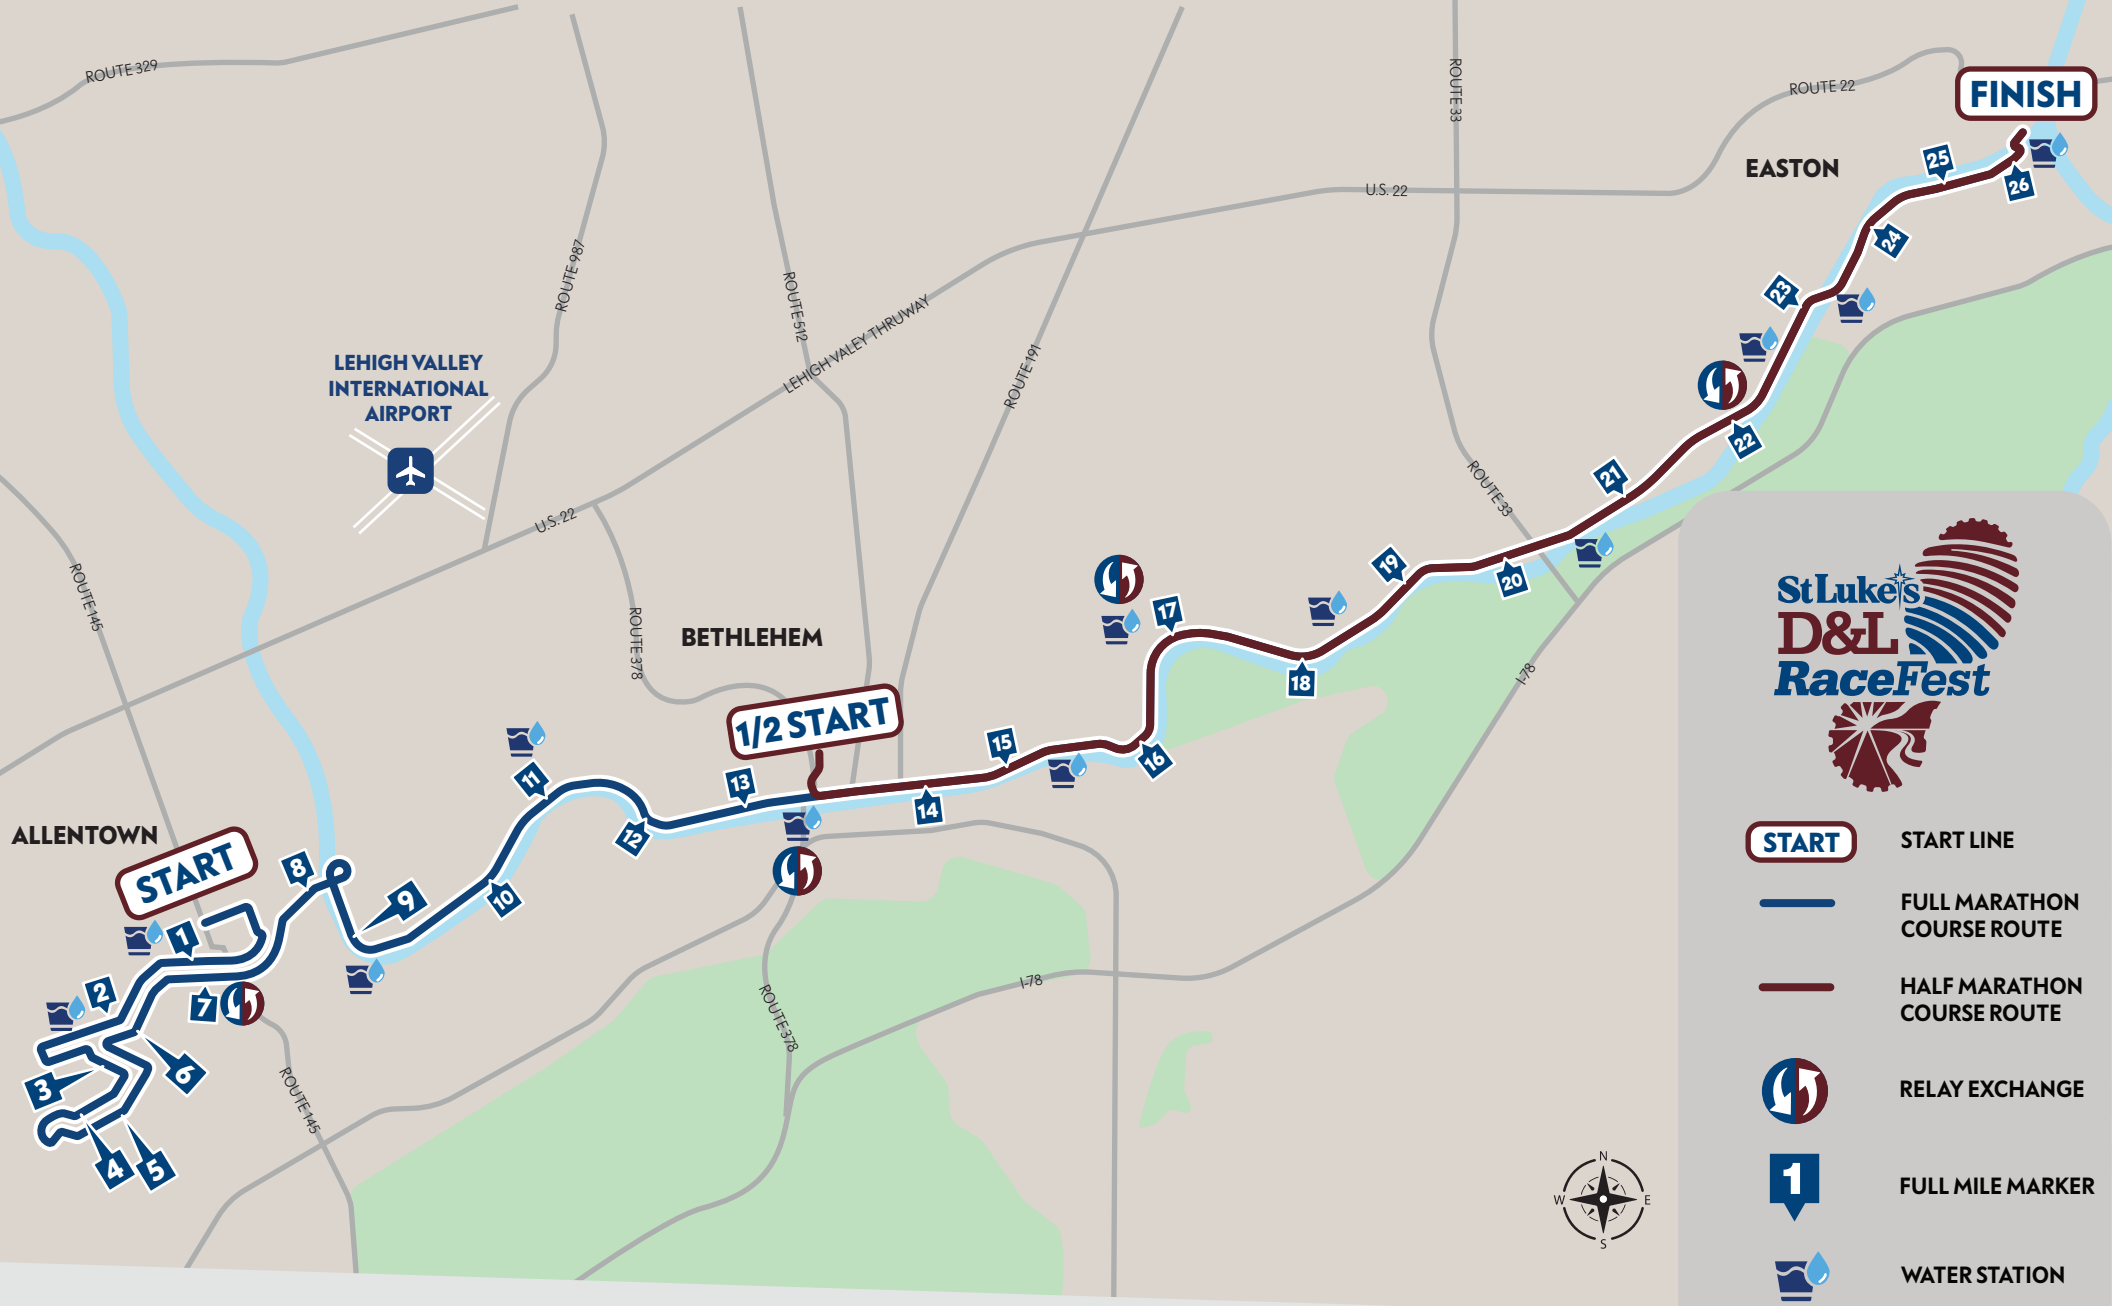 ROUTE 329
ROUTE 33
ROUTE 22
FINISH
EASTON
25
26
U.S. 22
24
ROUTE 987
ROUTE 512
LEHIGH VALEY THRUWAY
23
ROUTE 191
LEHIGH VALLEY
INTERNATIONAL
AIRPORT
22
ROUTE 33
21
U.S. 22
ROUTE 145
19
20
17
ROUTE 378
BETHLEHEM
18
I-78
1/2 START
15
16
11
13
14
12
ALLENTOWN
START
8
9
10
1
2
7
I-78
ROUTE 378
3
6
ROUTE 145
4
5
N
W
E
S
St Luke's
D&L
RaceFest
START
START LINE
FULL MARATHON
COURSE ROUTE
HALF MARATHON
COURSE ROUTE
RELAY EXCHANGE
1
FULL MILE MARKER
WATER STATION